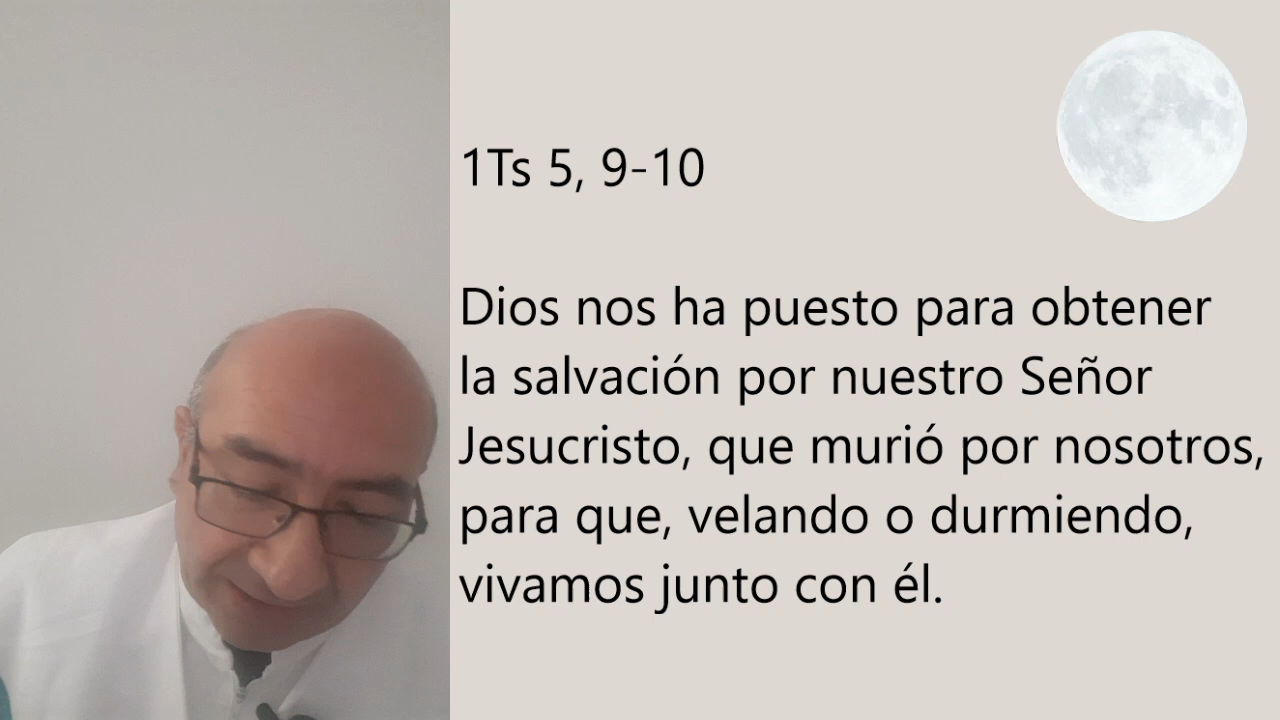 1Ts 5, 9-10
Dios nos ha puesto para obtener
la salvación por nuestro Señor
Jesucristo, que murió por nosotros,
para que, velando o durmiendo,
vivamos junto con él.